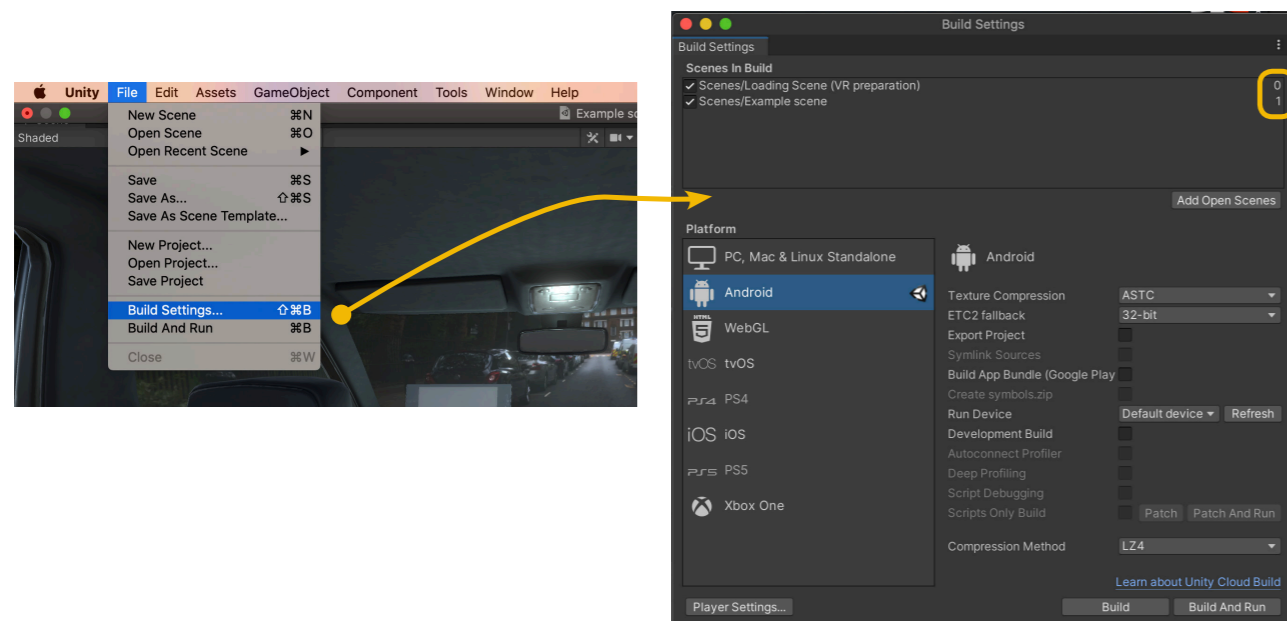 Unity File Edit Assets GameObject Component Tools Window Help
Example sc
Shaded
New Scene ⌘N
Open Scene ⌘O
Open Recent Scene ▶
Save ⌘S
Save As... ⇧⌘S
Save As Scene Template...
New Project...
Open Project...
Save Project
Build Settings... ⇧⌘B
Build And Run ⌘B
Close ⌘W
Build Settings
Build Settings
Scenes In Build
Scenes/Loading Scene (VR preparation) 0
Scenes/Example scene 1
Add Open Scenes
Platform
PC, Mac & Linux Standalone
Android
HTML 5 WebGL
tvOS tvOS
PS4 PS4
iOS iOS
PS5 PS5
Xbox One
Android
Texture Compression ASTC
ETC2 fallback 32-bit
Export Project
Symlink Sources
Build App Bundle (Google Play
Create symbols.zip
Run Device Default device Refresh
Development Build
Autoconnect Profiler
Deep Profiling
Script Debugging
Scripts Only Build Patch Patch And Run
Compression Method LZ4
Learn about Unity Cloud Build
Player Settings... Build Build And Run